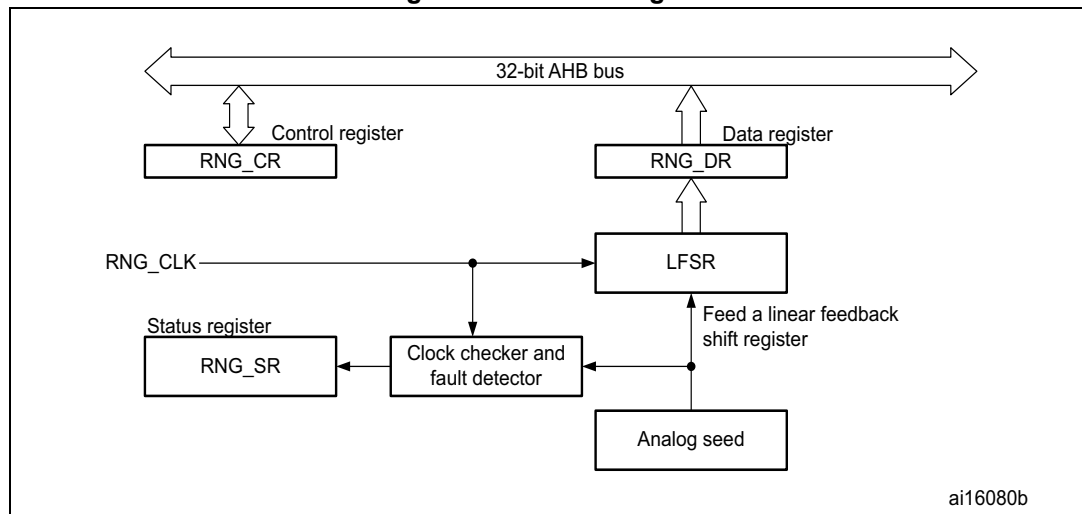 32-bit AHB bus
Control register
Data register
RNG_CR
RNG_DR
RNG_CLK
LFSR
Feed a linear feedback
shift register
Status register
RNG_SR
Clock checker and
fault detector
Analog seed
ai16080b